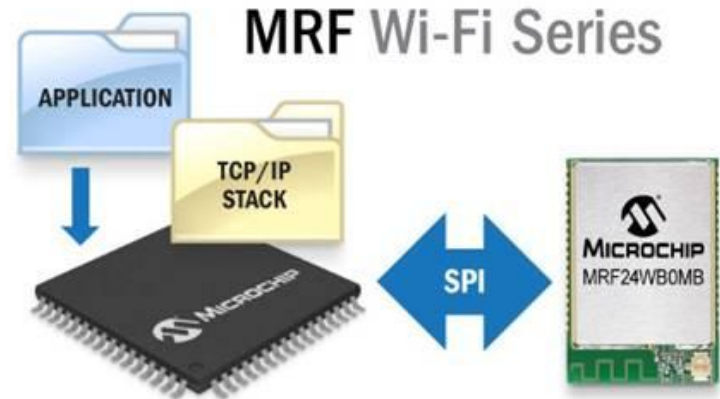 MRF Wi-Fi Series
APPLICATION
TCP/IP
STACK
MICROCHIP
SPI
MICROCHIP
MRF24WB0MB